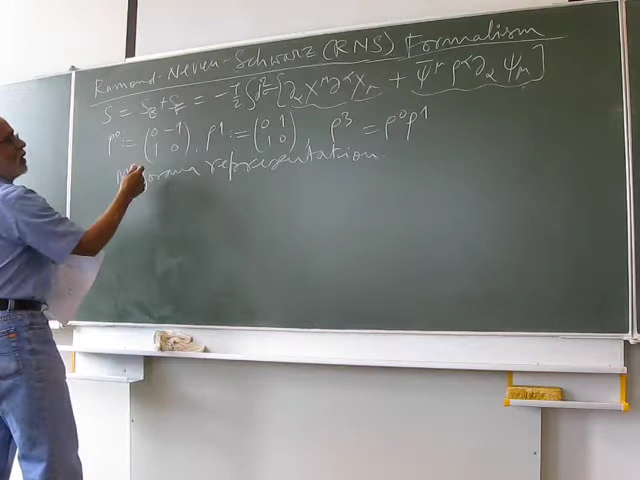 Ramond-Neveu-Schwarz (RNS) Formalism
S = S_B + S_F = -T/2 ∫d²σ [∂_α X^μ ∂^α X_μ + ψ̄^μ ρ^α ∂_α ψ_μ]
ρ⁰ := (0 -1 / 1 0), ρ¹ := (0 1 / 1 0) ρ³ = ρ⁰ρ¹
Majorana representation.